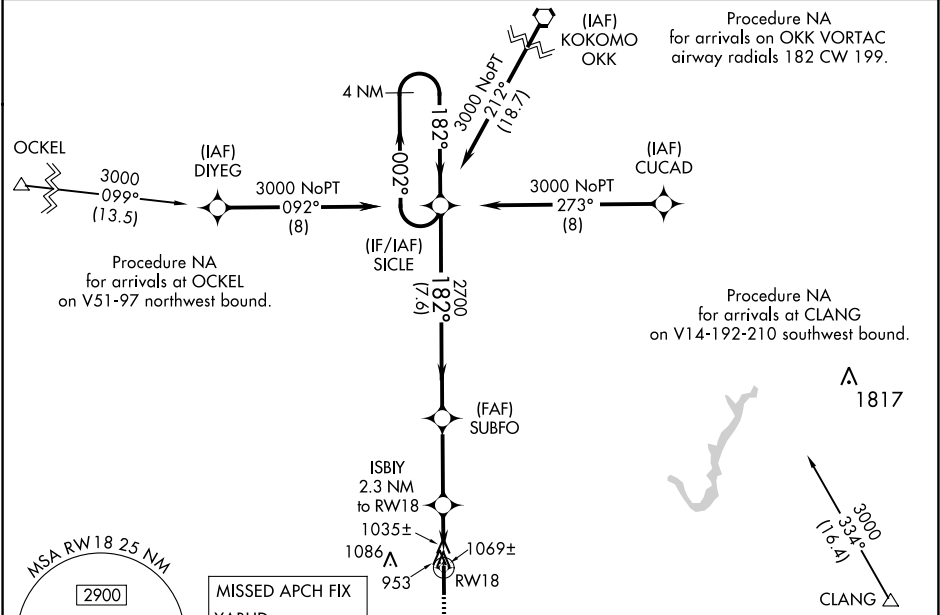 (IAF)
KOKOMO
OKK
Procedure NA
for arrivals on OKK VORTAC
airway radials 182 CW 199.
3000 NoPT
212°
(18.7)
4 NM
182°
002°
OCKEL
3000
099°
(13.5)
(IAF)
DIYEG
3000 NoPT
092°
(8)
(IAF)
CUCAD
3000 NoPT
273°
(8)
(IF/IAF)
SICLE
Procedure NA
for arrivals at OCKEL
on V51-97 northwest bound.
2700
182°
(7.6)
Procedure NA
for arrivals at CLANG
on V14-192-210 southwest bound.
1817
(FAF)
SUBFO
ISBIY
2.3 NM
to RW18
1035±
1086
1069±
953
RW18
3000
334°
(16.4)
CLANG
MSA RW18 25 NM
2900
MISSED APCH FIX